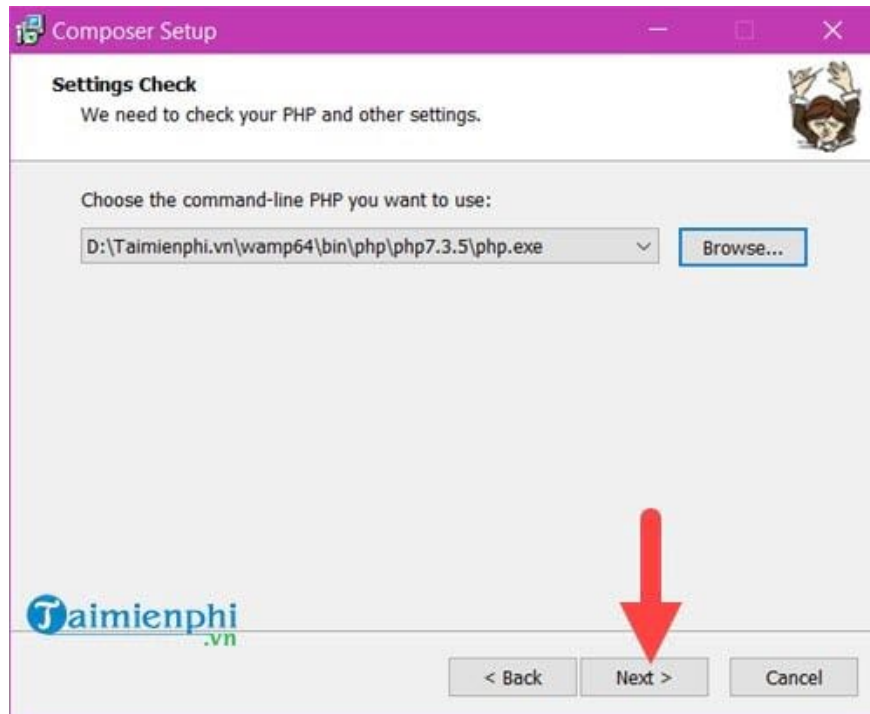 Composer Setup
Settings Check
We need to check your PHP and other settings.
Choose the command-line PHP you want to use:
D:\Taimienphi.vn\wamp64\bin\php\php7.3.5\php.exe
Browse...
Taimienphi
.vn
< Back
Next >
Cancel